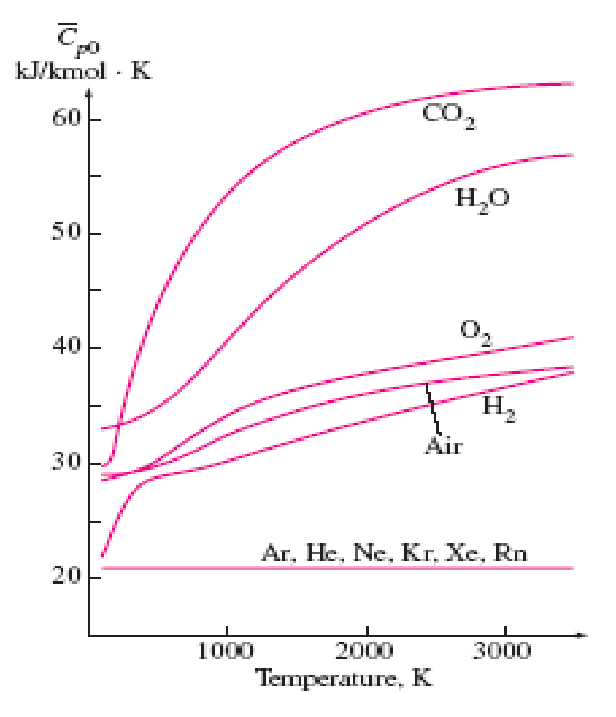 C̅p0
kJ/kmol · K
60
CO2
H2O
50
O2
40
H2
Air
30
Ar, He, Ne, Kr, Xe, Rn
20
1000 2000 3000
Temperature, K